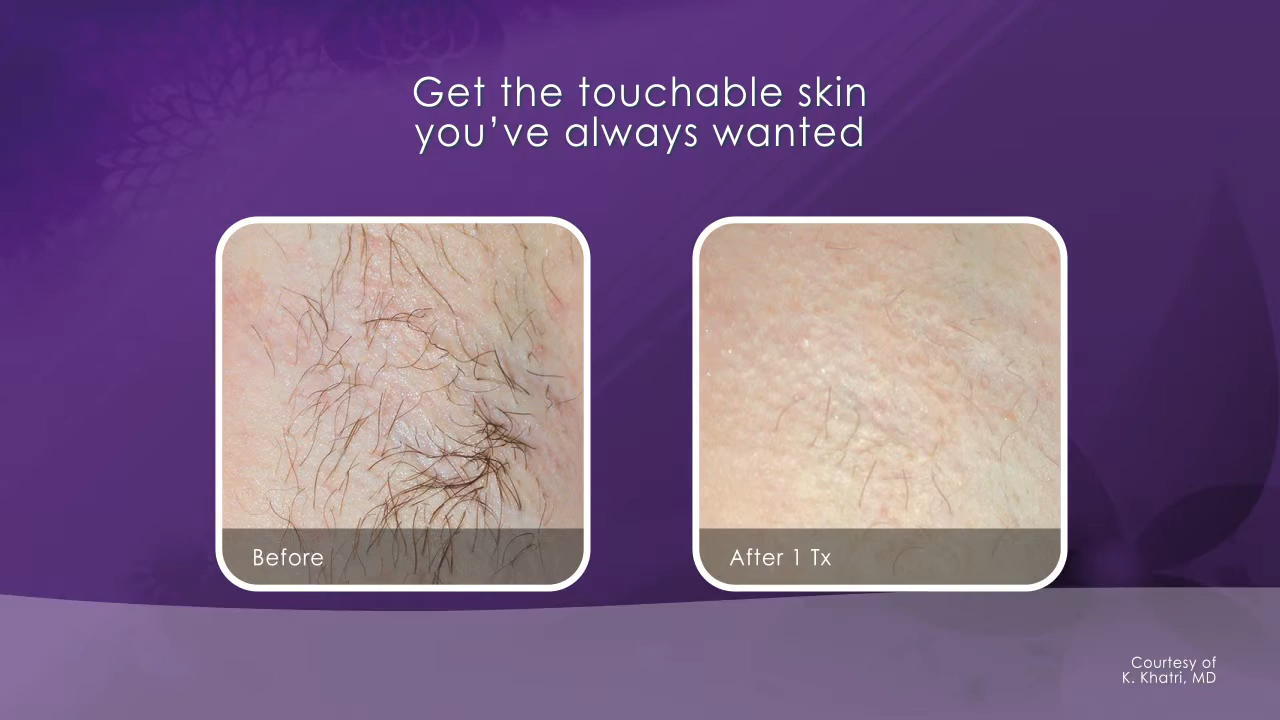 Get the touchable skin
you've always wanted
Before
After 1 Tx
Courtesy of
K. Khatri, MD